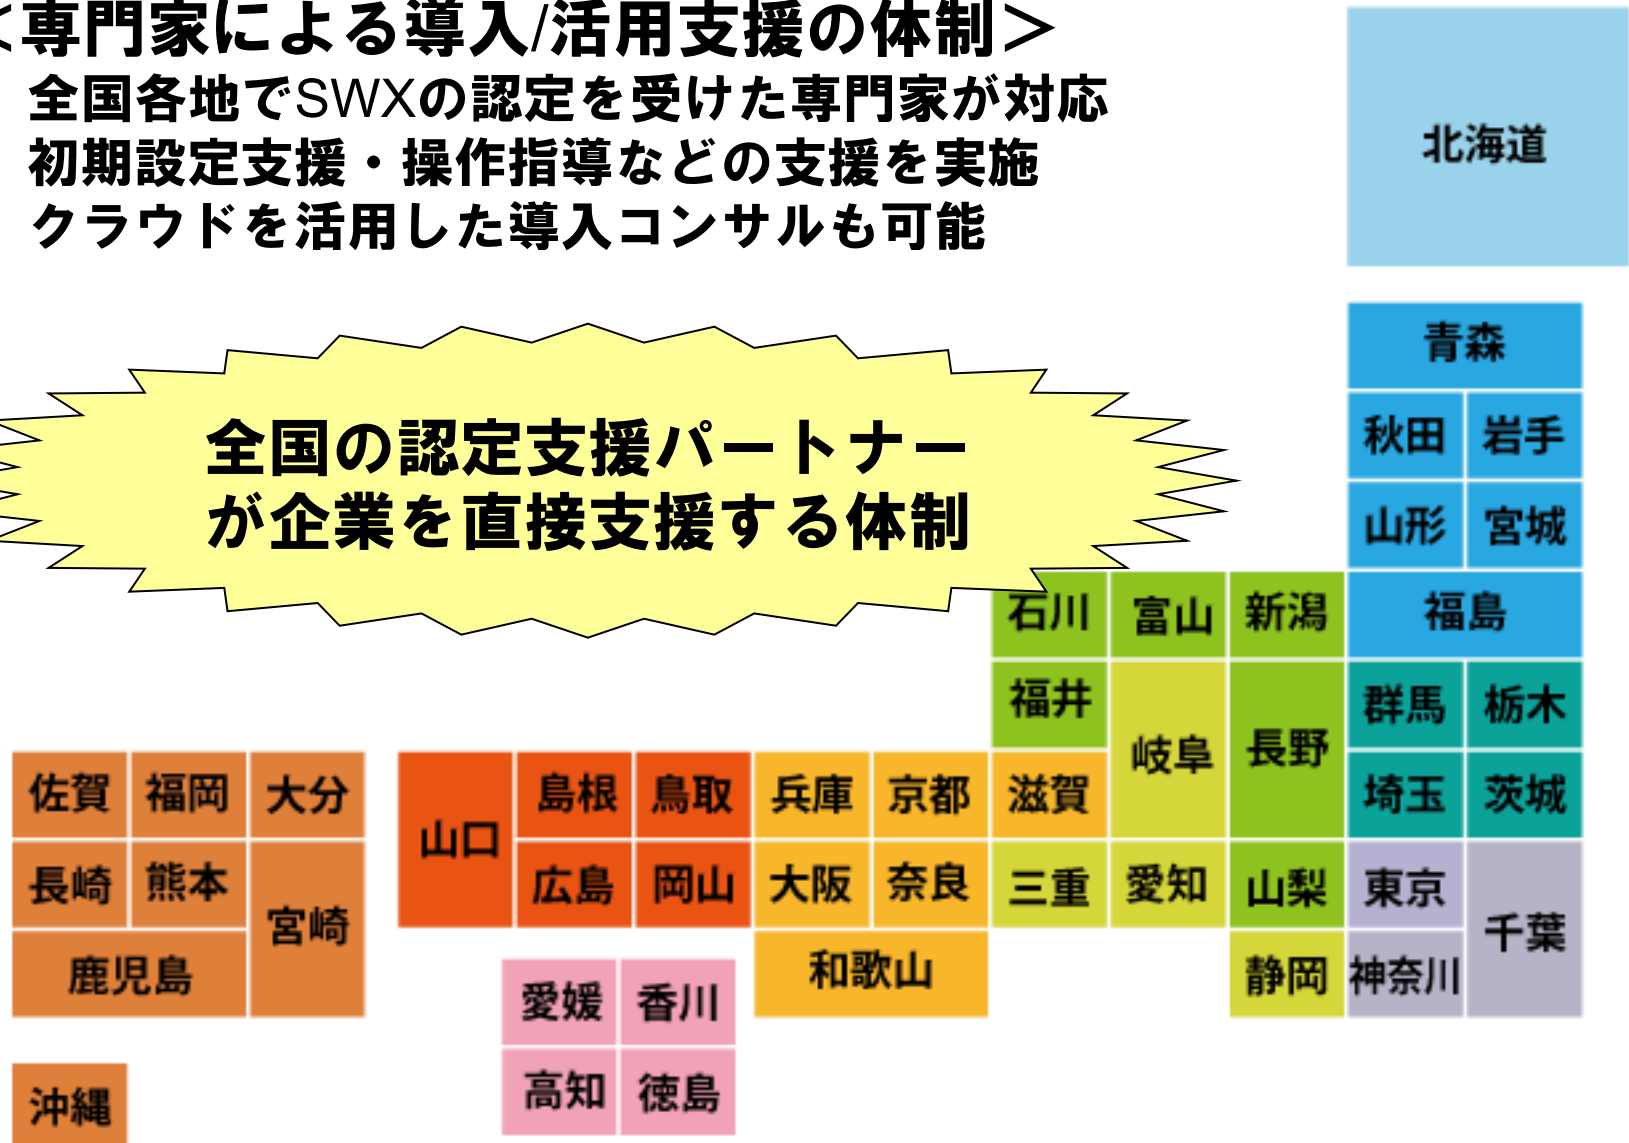 ＜専門家による導入/活用支援の体制＞
全国各地でSWXの認定を受けた専門家が対応
初期設定支援・操作指導などの支援を実施
クラウドを活用した導入コンサルも可能
北海道
全国の認定支援パートナー
が企業を直接支援する体制
青森
秋田 岩手
山形 宮城
石川 富山 新潟 福島
福井 岐阜 長野 群馬 栃木
佐賀 福岡 大分 山口 島根 鳥取 兵庫 京都 滋賀 埼玉 茨城
長崎 熊本 宮崎 広島 岡山 大阪 奈良 三重 愛知 山梨 東京 千葉
鹿児島 和歌山 静岡 神奈川
愛媛 香川
高知 徳島
沖縄